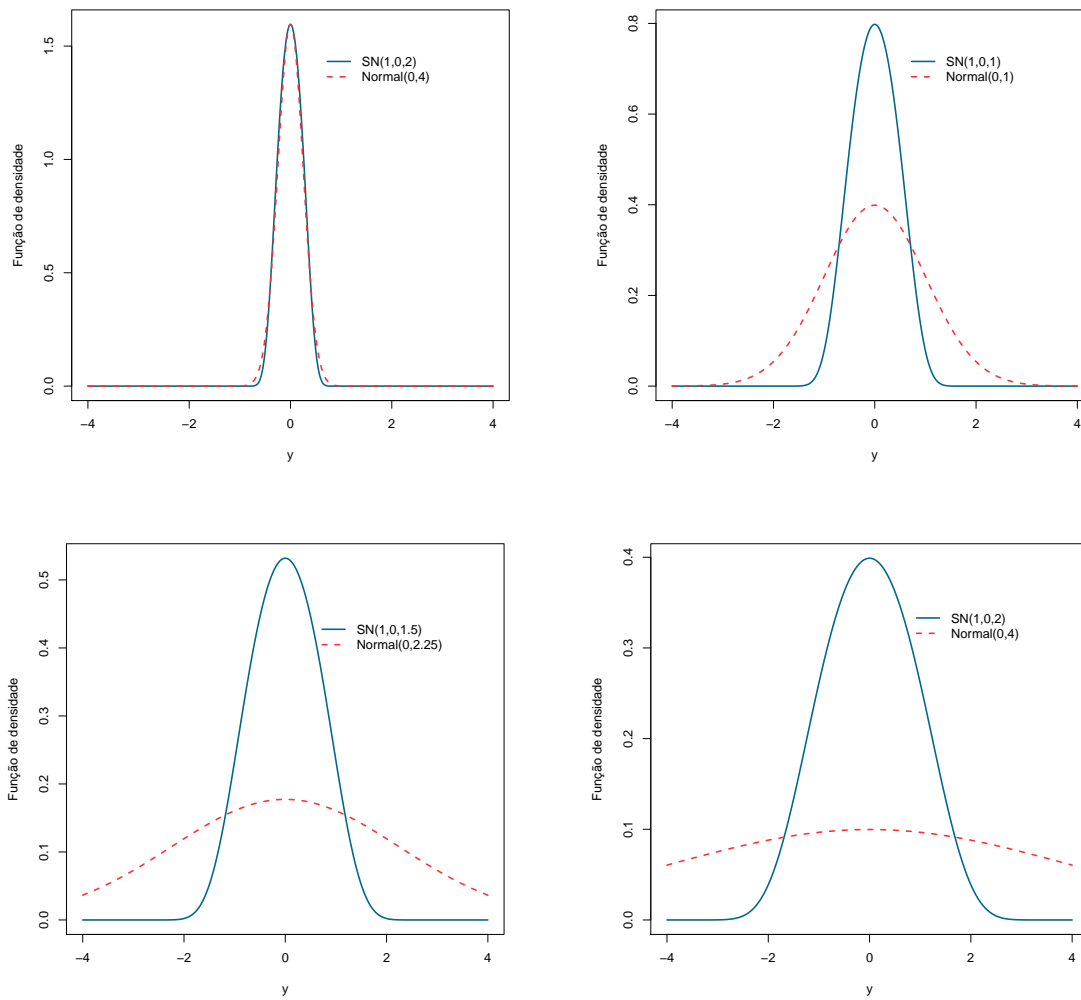 SN(1,0,2)
Normal(0,4)
Função de densidade
0.0
0.5
1.0
1.5
−4
−2
0
2
4
y
SN(1,0,1)
Normal(0,1)
Função de densidade
0.0
0.2
0.4
0.6
0.8
−4
−2
0
2
4
y
SN(1,0,1.5)
Normal(0,2.25)
Função de densidade
0.0
0.1
0.2
0.3
0.4
0.5
−4
−2
0
2
4
y
SN(1,0,2)
Normal(0,4)
Função de densidade
0.0
0.1
0.2
0.3
0.4
−4
−2
0
2
4
y